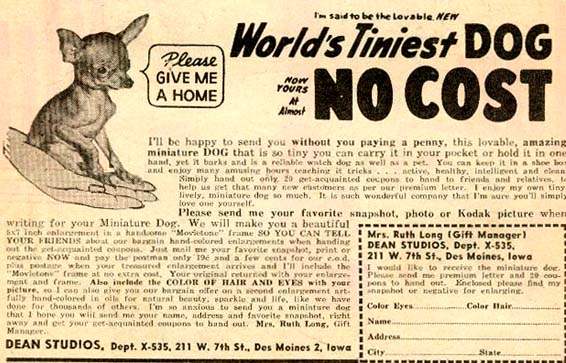 I'm said to be the Lovable NEW
World's Tiniest DOG
NOW YOURS At Almost
NO COST
Please
GIVE ME
A HOME
I'll be happy to send you without you paying a penny, this lovable, amazing
miniature DOG that is so tiny you can carry it in your pocket or hold it in one
hand, yet it barks and is a reliable watch dog as well as a pet. You can keep it in a shoe box
and enjoy many amusing hours teaching it tricks . . . active, healthy, intelligent and clean.
Simply hand out only 20 get-acquainted coupons to friends and relatives, to
help us get that many new customers as per our premium letter. I enjoy my own tiny,
lively, miniature dog so much. It is such wonderful company that I'm sure you'll simply
love one yourself.
Please send me your favorite snapshot, photo or Kodak picture when
writing for your Miniature Dog. We will make you a beautiful
5x7 inch enlargement in a handsome "Movietone" frame SO YOU CAN TELL
YOUR FRIENDS about our bargain hand-colored enlargements when handing
out the get-acquainted coupons. Just mail me your favorite snapshot, print or
negative NOW and pay the postman only 19c and a few cents for our c.o.d.
plus postage when your treasured enlargement arrives and I'll include the
"Movietone" frame at no extra cost. Your original returned with your enlarge-
ment and frame. Also include the COLOR OF HAIR AND EYES with your
picture, so I can also give you our bargain offer on a second enlargement, art-
fully hand-colored in oils for natural beauty, sparkle and life, like we have
done for thousands of others. I'm so anxious to send you a miniature dog
that I hope you will send me your name, address and favorite snapshot, right
away and get your get-acquainted coupons to hand out. Mrs. Ruth Long, Gift
Manager.
DEAN STUDIOS, Dept. X-535, 211 W. 7th St., Des Moines 2, Iowa
Mrs. Ruth Long (Gift Manager)
DEAN STUDIOS, Dept. X-535,
211 W. 7th St., Des Moines, Iowa
I would like to receive the miniature dog.
Please send me premium letter and 20 cou-
pons to hand out. Enclosed please find my
snapshot or negative for enlarging.
Color Eyes Color Hair
Name
Address
City State